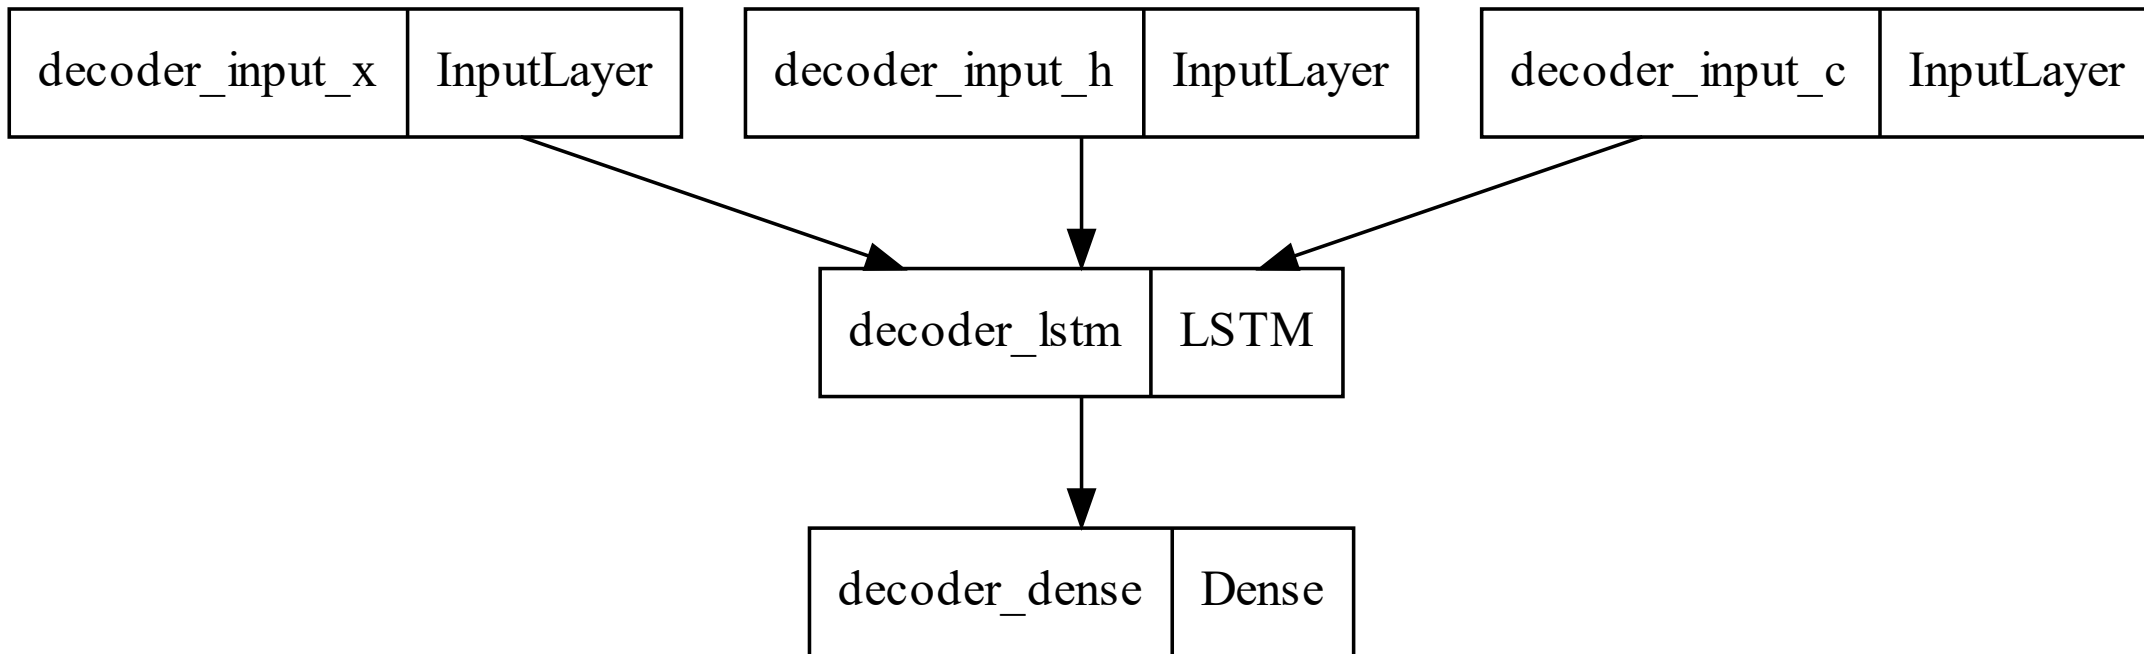 decoder_input_x InputLayer decoder_input_h InputLayer decoder_input_c InputLayer
decoder_lstm LSTM
decoder_dense Dense